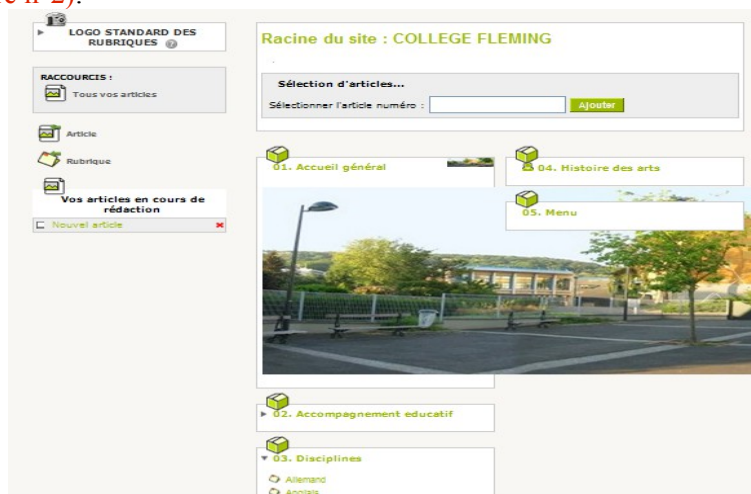 e n°2).
LOGO STANDARD DES
RUBRIQUES
RACCOURCIS :
Tous vos articles
Article
Rubrique
Vos articles en cours de
rédaction
Nouvel article
Racine du site : COLLEGE FLEMING
Sélection d'articles...
Sélectionner l'article numéro :
Ajouter
01. Accueil général
04. Histoire des arts
05. Menu
02. Accompagnement educatif
03. Disciplines
Allemand
Anglais